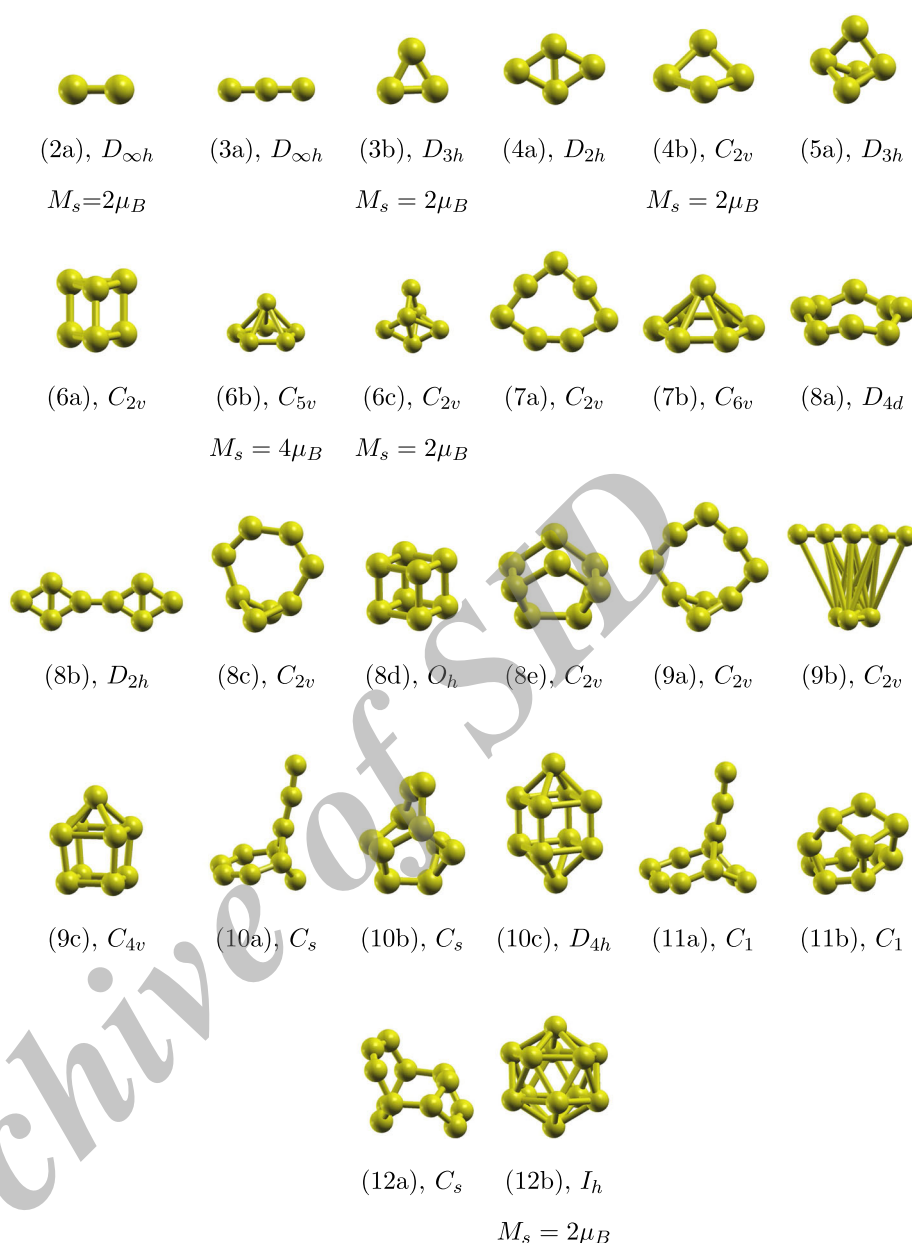 (2a), D∞h (3a), D∞h (3b), D3h (4a), D2h (4b), C2v (5a), D3h
Ms=2μB Ms = 2μB Ms = 2μB
(6a), C2v (6b), C5v (6c), C2v (7a), C2v (7b), C6v (8a), D4d
Ms = 4μB Ms = 2μB
(8b), D2h (8c), C2v (8d), Oh (8e), C2v (9a), C2v (9b), C2v
(9c), C4v (10a), Cs (10b), Cs (10c), D4h (11a), C1 (11b), C1
(12a), Cs (12b), Ih
Ms = 2μB
chive of SID